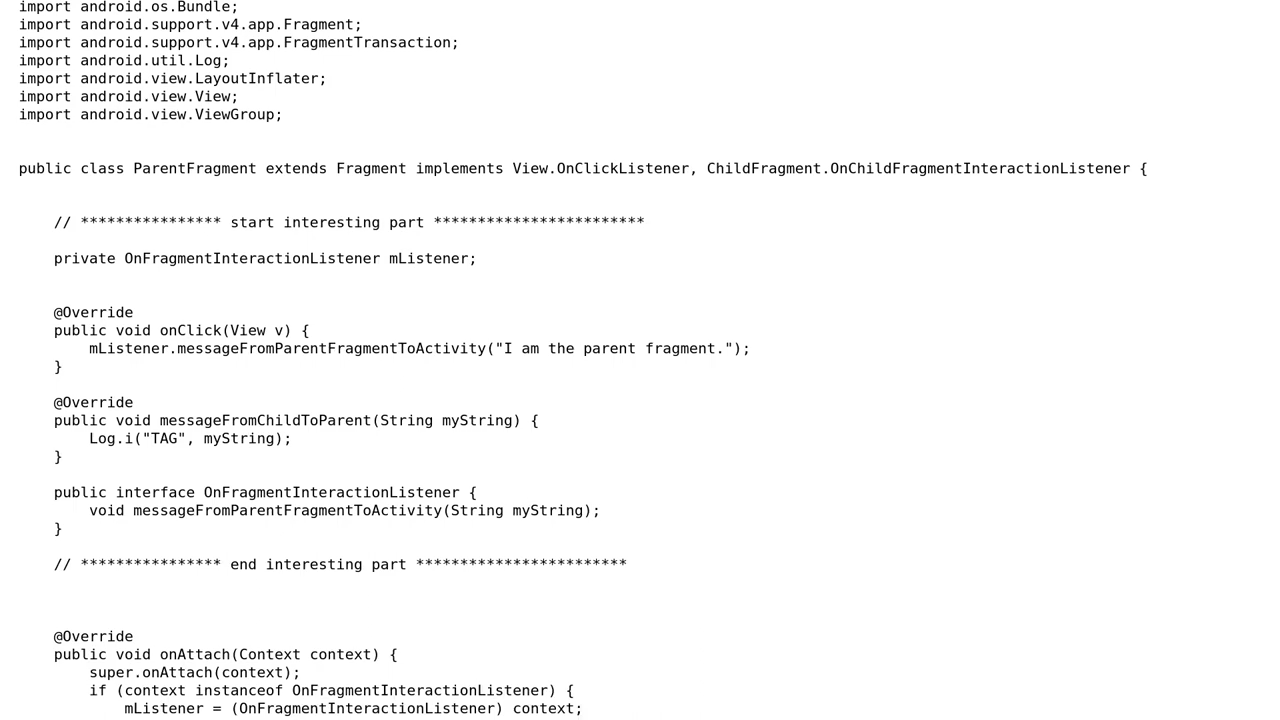 import android.os.Bundle;
import android.support.v4.app.Fragment;
import android.support.v4.app.FragmentTransaction;
import android.util.Log;
import android.view.LayoutInflater;
import android.view.View;
import android.view.ViewGroup;
public class ParentFragment extends Fragment implements View.OnClickListener, ChildFragment.OnChildFragmentInteractionListener {
// **************** start interesting part ************************
private OnFragmentInteractionListener mListener;
@Override
public void onClick(View v) {
mListener.messageFromParentFragmentToActivity("I am the parent fragment.");
}
@Override
public void messageFromChildToParent(String myString) {
Log.i("TAG", myString);
}
public interface OnFragmentInteractionListener {
void messageFromParentFragmentToActivity(String myString);
}
// **************** end interesting part ************************
@Override
public void onAttach(Context context) {
super.onAttach(context);
if (context instanceof OnFragmentInteractionListener) {
mListener = (OnFragmentInteractionListener) context;